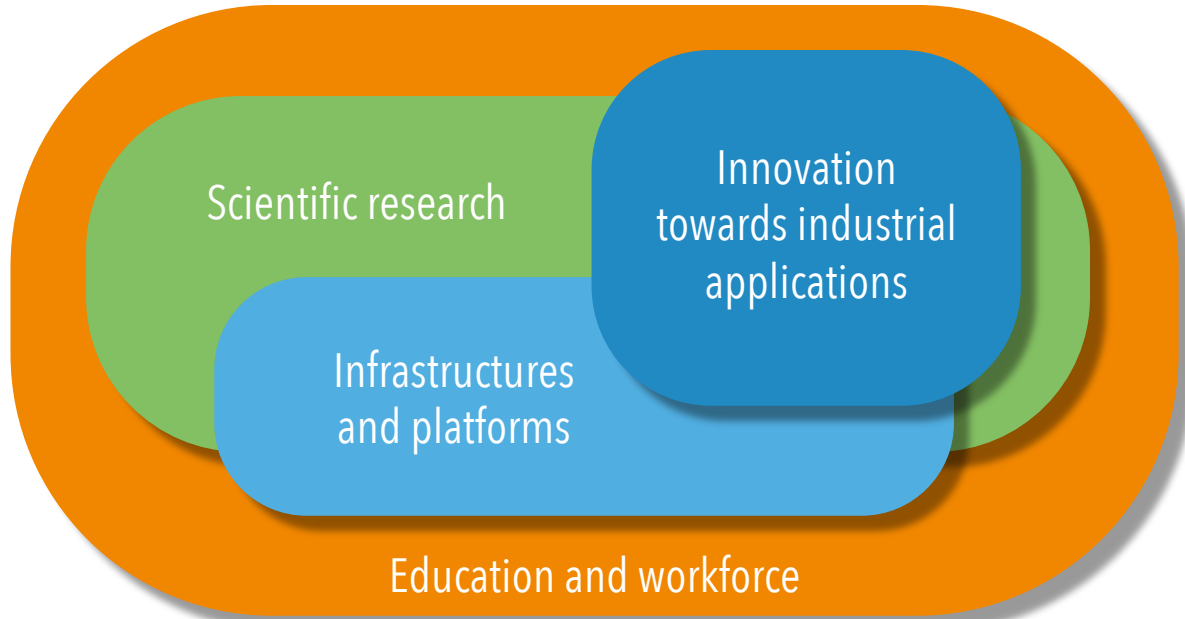 Scientific research
Innovation
towards industrial
applications
Infrastructures
and platforms
Education and workforce